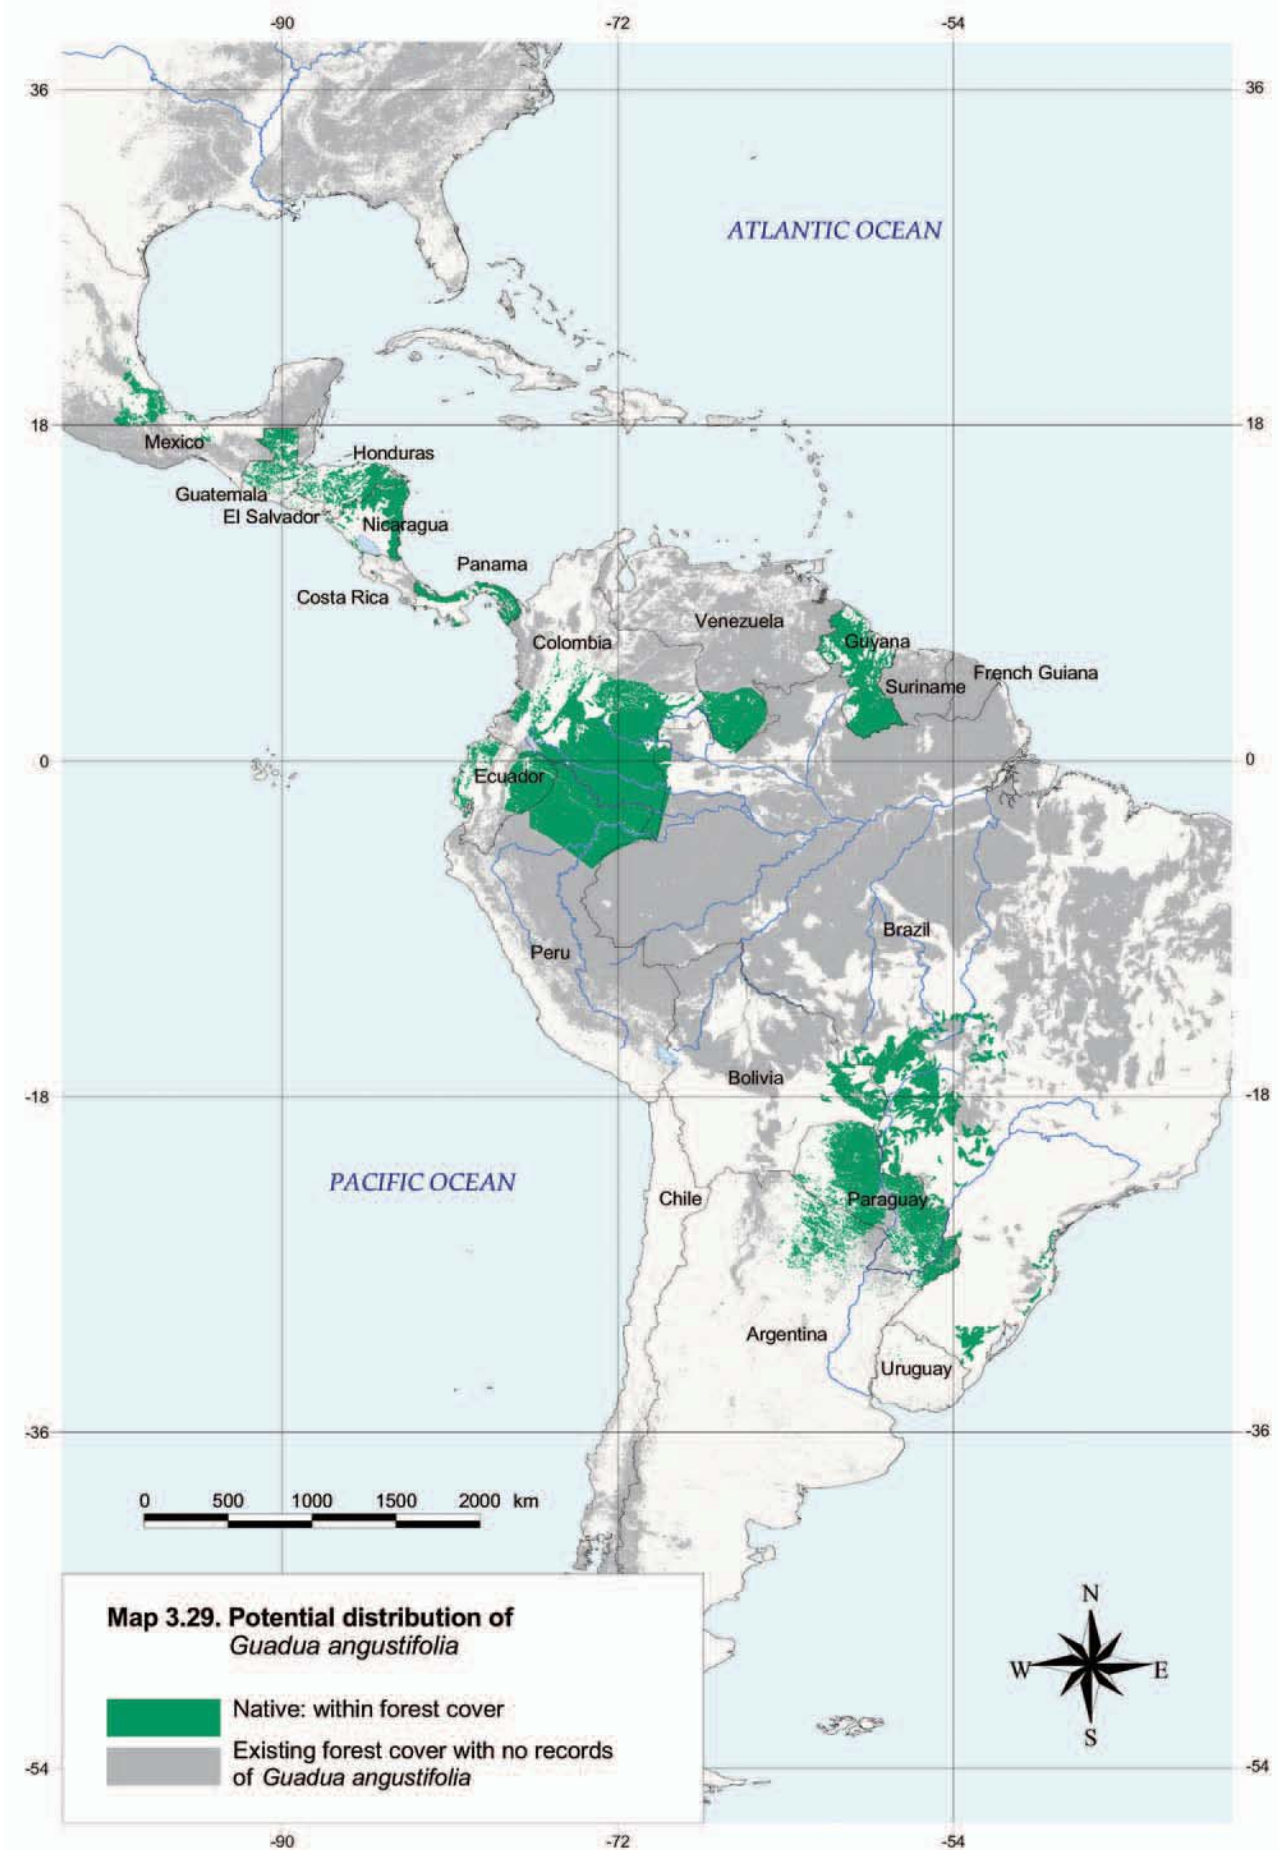 -90 -72 -54
36 36
ATLANTIC OCEAN
18 18
Mexico
Honduras
Guatemala
El Salvador
Nicaragua
Panama
Costa Rica
Venezuela
Colombia
Guyana
French Guiana
Suriname
0 0
Ecuador
Brazil
Peru
Bolivia
-18 -18
PACIFIC OCEAN
Chile
Paraguay
Argentina
Uruguay
-36 -36
0 500 1000 1500 2000 km
Map 3.29. Potential distribution of
Guadua angustifolia
Native: within forest cover
Existing forest cover with no records
of Guadua angustifolia
N
W E
S
-54 -54
-90 -72 -54